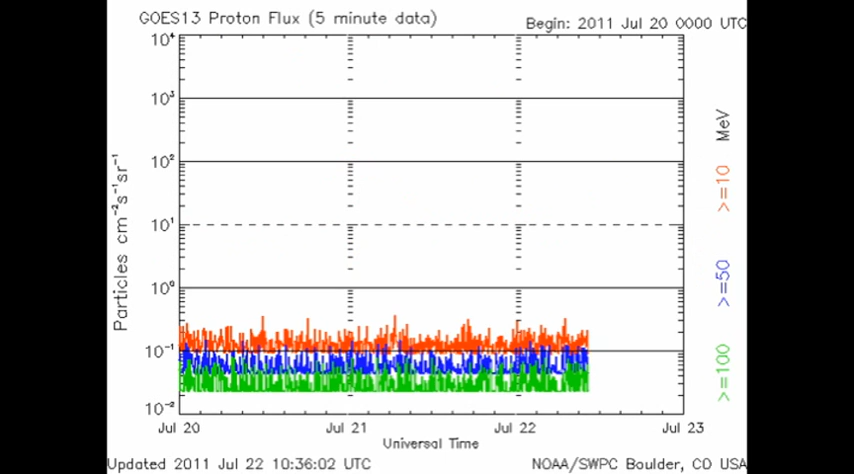 GOES13 Proton Flux (5 minute data)
Begin: 2011 Jul 20 0000 UTC
10⁴
10³
10²
10¹
10⁰
10⁻¹
10⁻²
Particles cm⁻²s⁻¹sr⁻¹
MeV
>=10
>=50
>=100
Jul 20
Jul 21
Jul 22
Jul 23
Universal Time
Updated 2011 Jul 22 10:36:02 UTC
NOAA/SWPC Boulder, CO USA